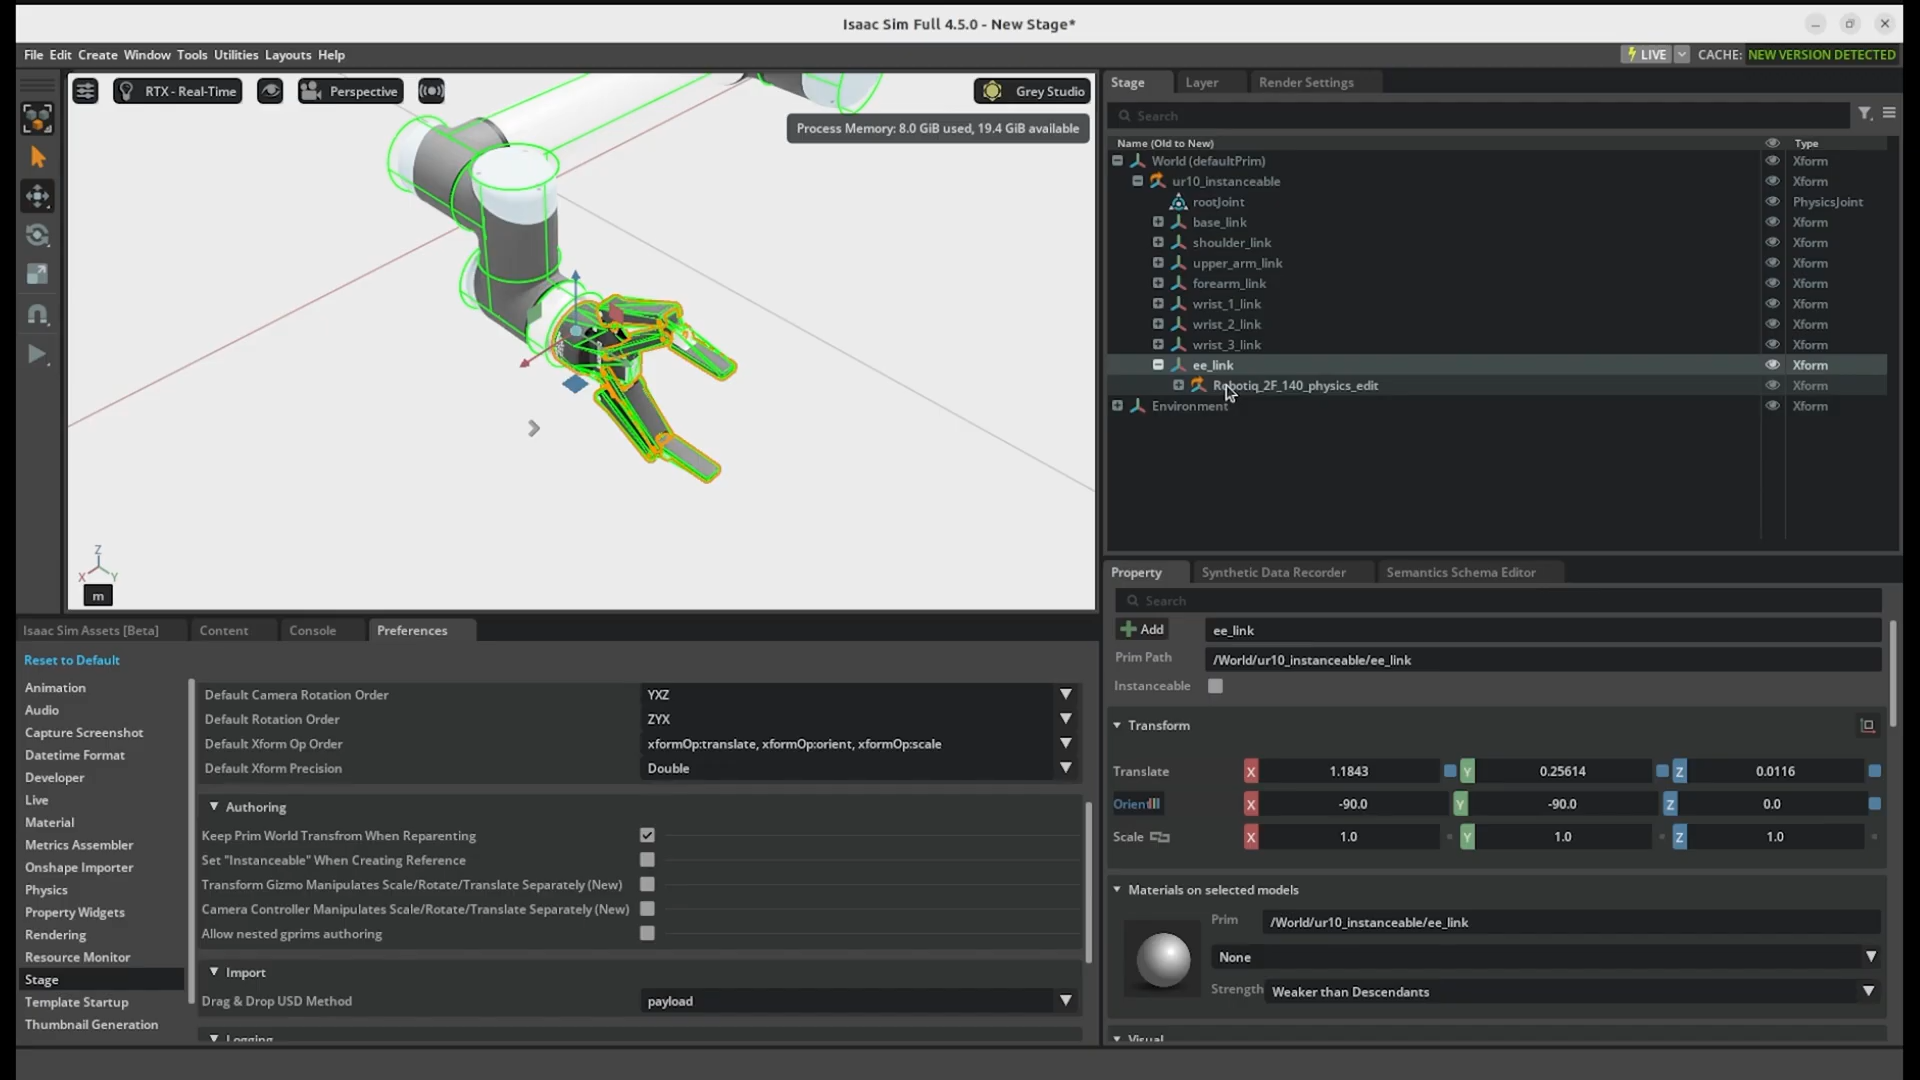 Isaac Sim Full 4.5.0 - New Stage*
File Edit Create Window Tools Utilities Layouts Help
LIVE CACHE: NEW VERSION DETECTED
RTX - Real-Time
Perspective
Grey Studio
Process Memory: 8.0 GiB used, 19.4 GiB available
Z
X Y
m
Stage Layer Render Settings
Search
Name (Old to New) Type
World (defaultPrim) Xform
ur10_instanceable Xform
rootJoint PhysicsJoint
base_link Xform
shoulder_link Xform
upper_arm_link Xform
forearm_link Xform
wrist_1_link Xform
wrist_2_link Xform
wrist_3_link Xform
ee_link Xform
Robotiq_2F_140_physics_edit Xform
Environment Xform
Isaac Sim Assets [Beta] Content Console Preferences
Reset to Default
Animation
Audio
Capture Screenshot
Datetime Format
Developer
Live
Material
Metrics Assembler
Onshape Importer
Physics
Property Widgets
Rendering
Resource Monitor
Stage
Template Startup
Thumbnail Generation
Default Camera Rotation Order YXZ
Default Rotation Order ZYX
Default Xform Op Order xformOp:translate, xformOp:orient, xformOp:scale
Default Xform Precision Double
Authoring
Keep Prim World Transfrom When Reparenting
Set "Instanceable" When Creating Reference
Transform Gizmo Manipulates Scale/Rotate/Translate Separately (New)
Camera Controller Manipulates Scale/Rotate/Translate Separately (New)
Allow nested gprims authoring
Import
Drag & Drop USD Method payload
Logging
Property Synthetic Data Recorder Semantics Schema Editor
Search
Add ee_link
Prim Path /World/ur10_instanceable/ee_link
Instanceable
Transform
Translate X 1.1843 Y 0.25614 Z 0.0116
Orient X -90.0 Y -90.0 Z 0.0
Scale X 1.0 Y 1.0 Z 1.0
Materials on selected models
Prim /World/ur10_instanceable/ee_link
None
Strength Weaker than Descendants
Visual